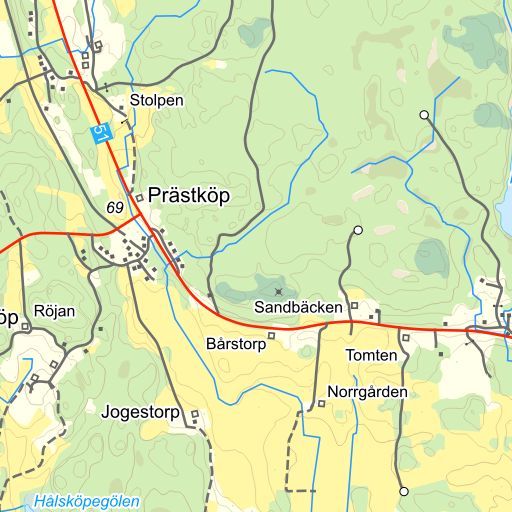 Stolpen
51
Prästköp
69
Sandbäcken
öp
Röjan
Bårstorp
Tomten
Norrgården
Jogestorp
Hålsköpegölen